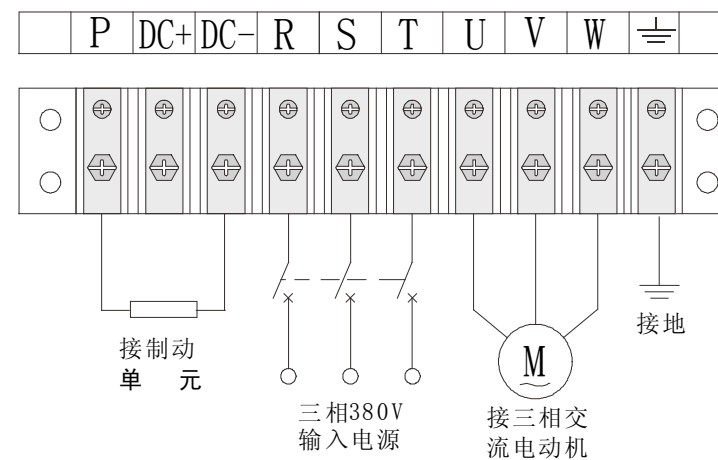 P DC+ DC- R S T U V W
接制动
单 元
三相380V
输入电源
M
接三相交
流电动机
接地